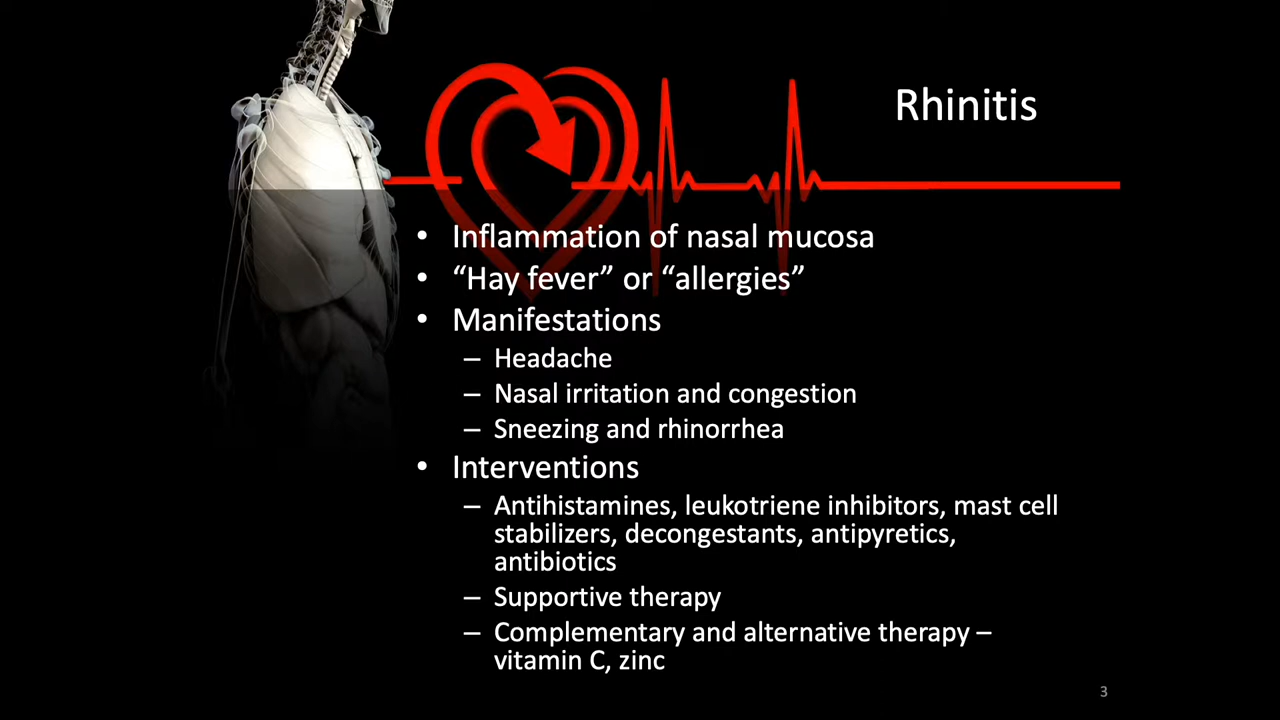 Rhinitis
• Inflammation of nasal mucosa
• “Hay fever” or “allergies”
• Manifestations
– Headache
– Nasal irritation and congestion
– Sneezing and rhinorrhea
• Interventions
– Antihistamines, leukotriene inhibitors, mast cell
stabilizers, decongestants, antipyretics,
antibiotics
– Supportive therapy
– Complementary and alternative therapy –
vitamin C, zinc
3